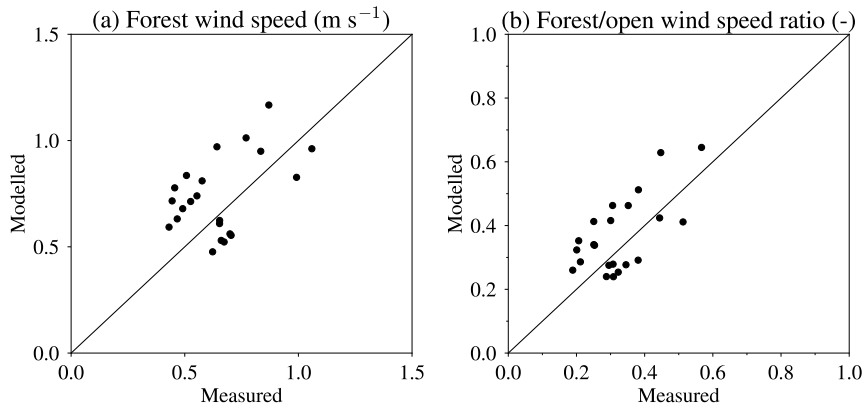 (a) Forest wind speed (m s⁻¹)
1.5
1.0
0.5
0.0
Modelled
0.0 0.5 1.0 1.5
Measured
(b) Forest/open wind speed ratio (-)
1.0
0.8
0.6
0.4
0.2
0.0
Modelled
0.0 0.2 0.4 0.6 0.8 1.0
Measured